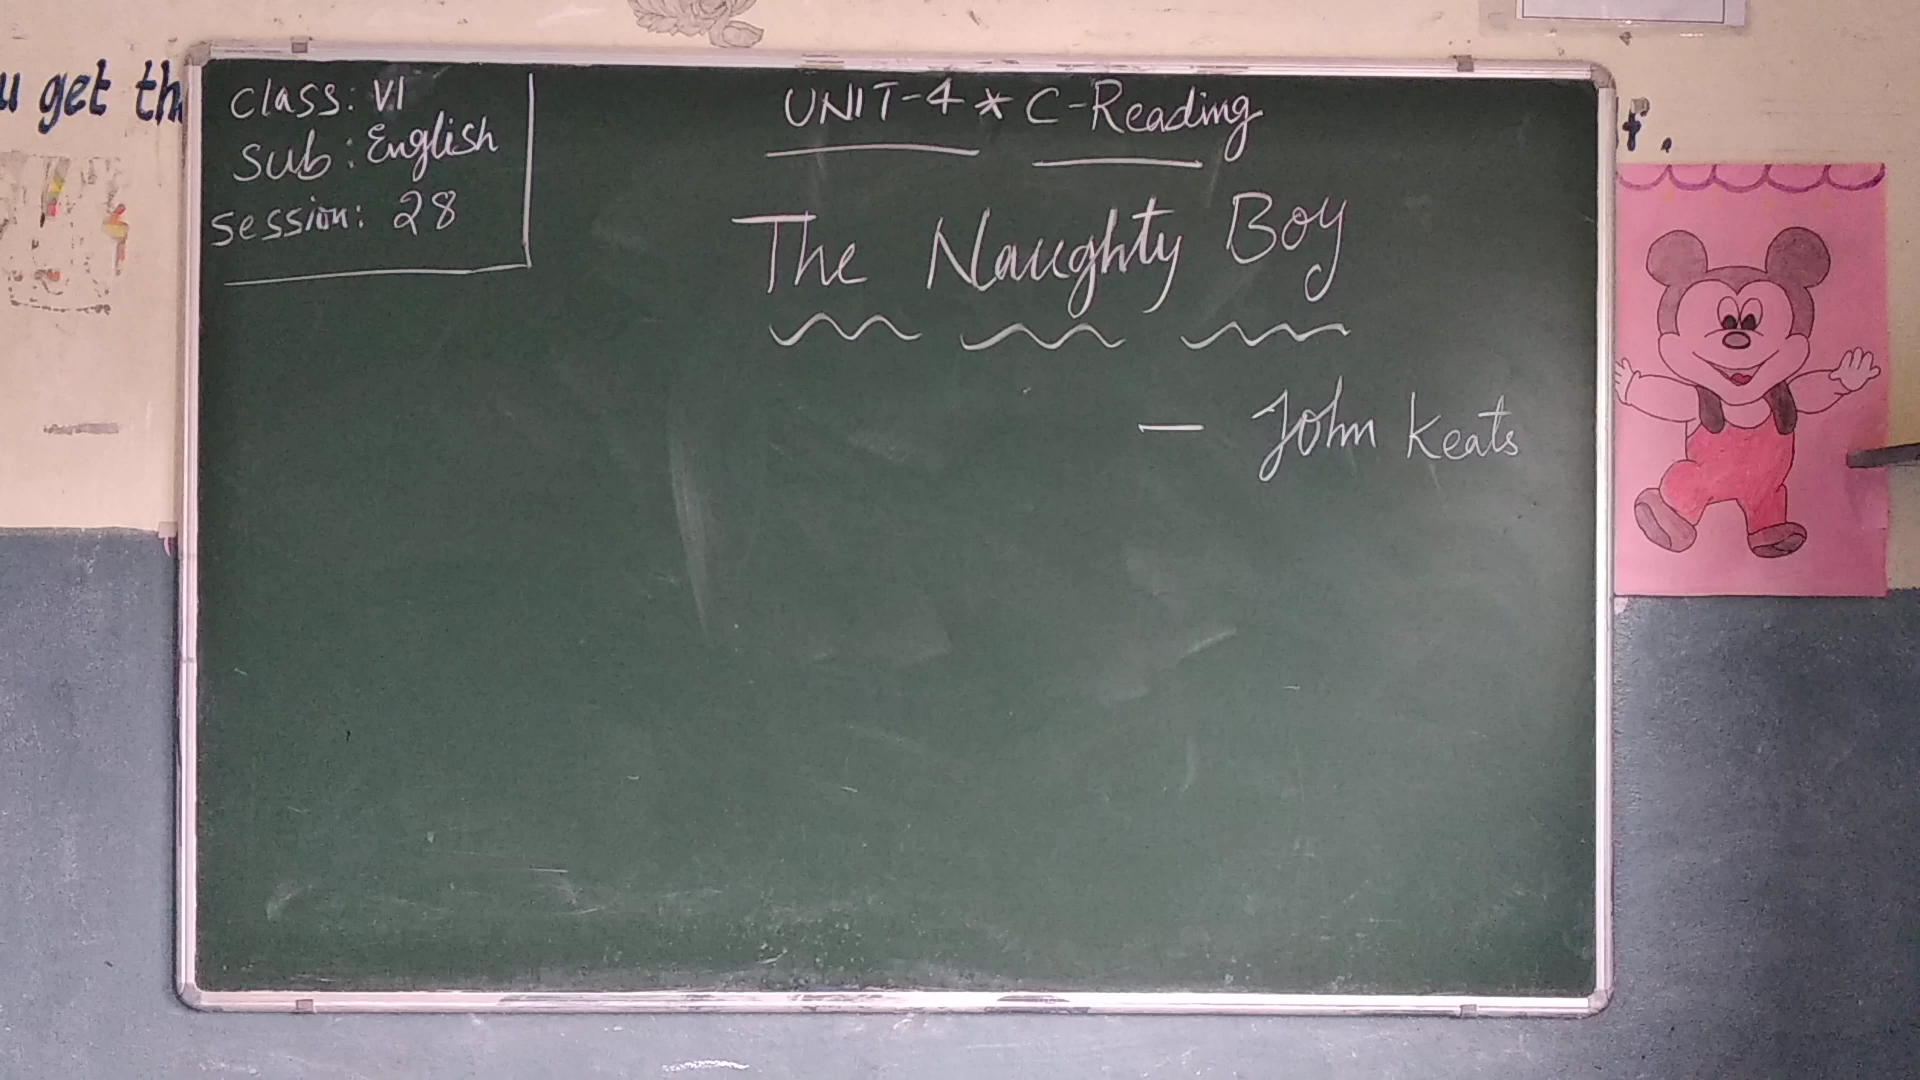 u get th
Class: VI
Sub: English
Session: 28
UNIT-4 * C-Reading
The Naughty Boy
— John Keats